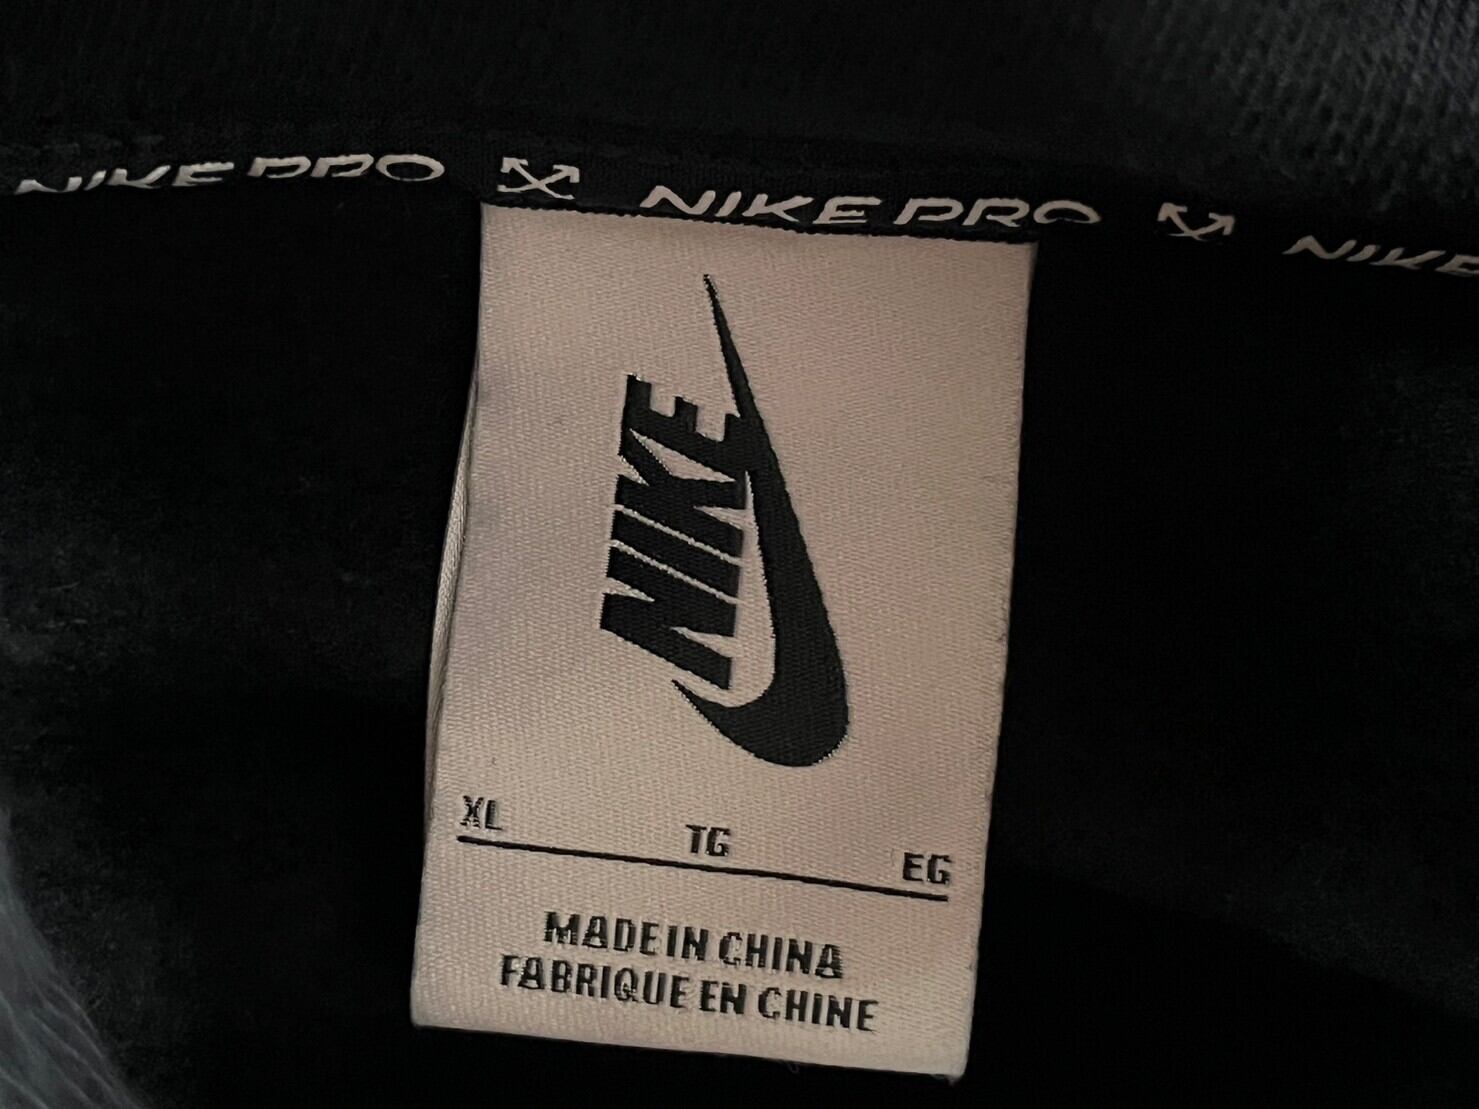 NIKE PRO NIKE PRO NIKE
NIKE
XL TG EG
MADE IN CHINA
FABRIQUE EN CHINE